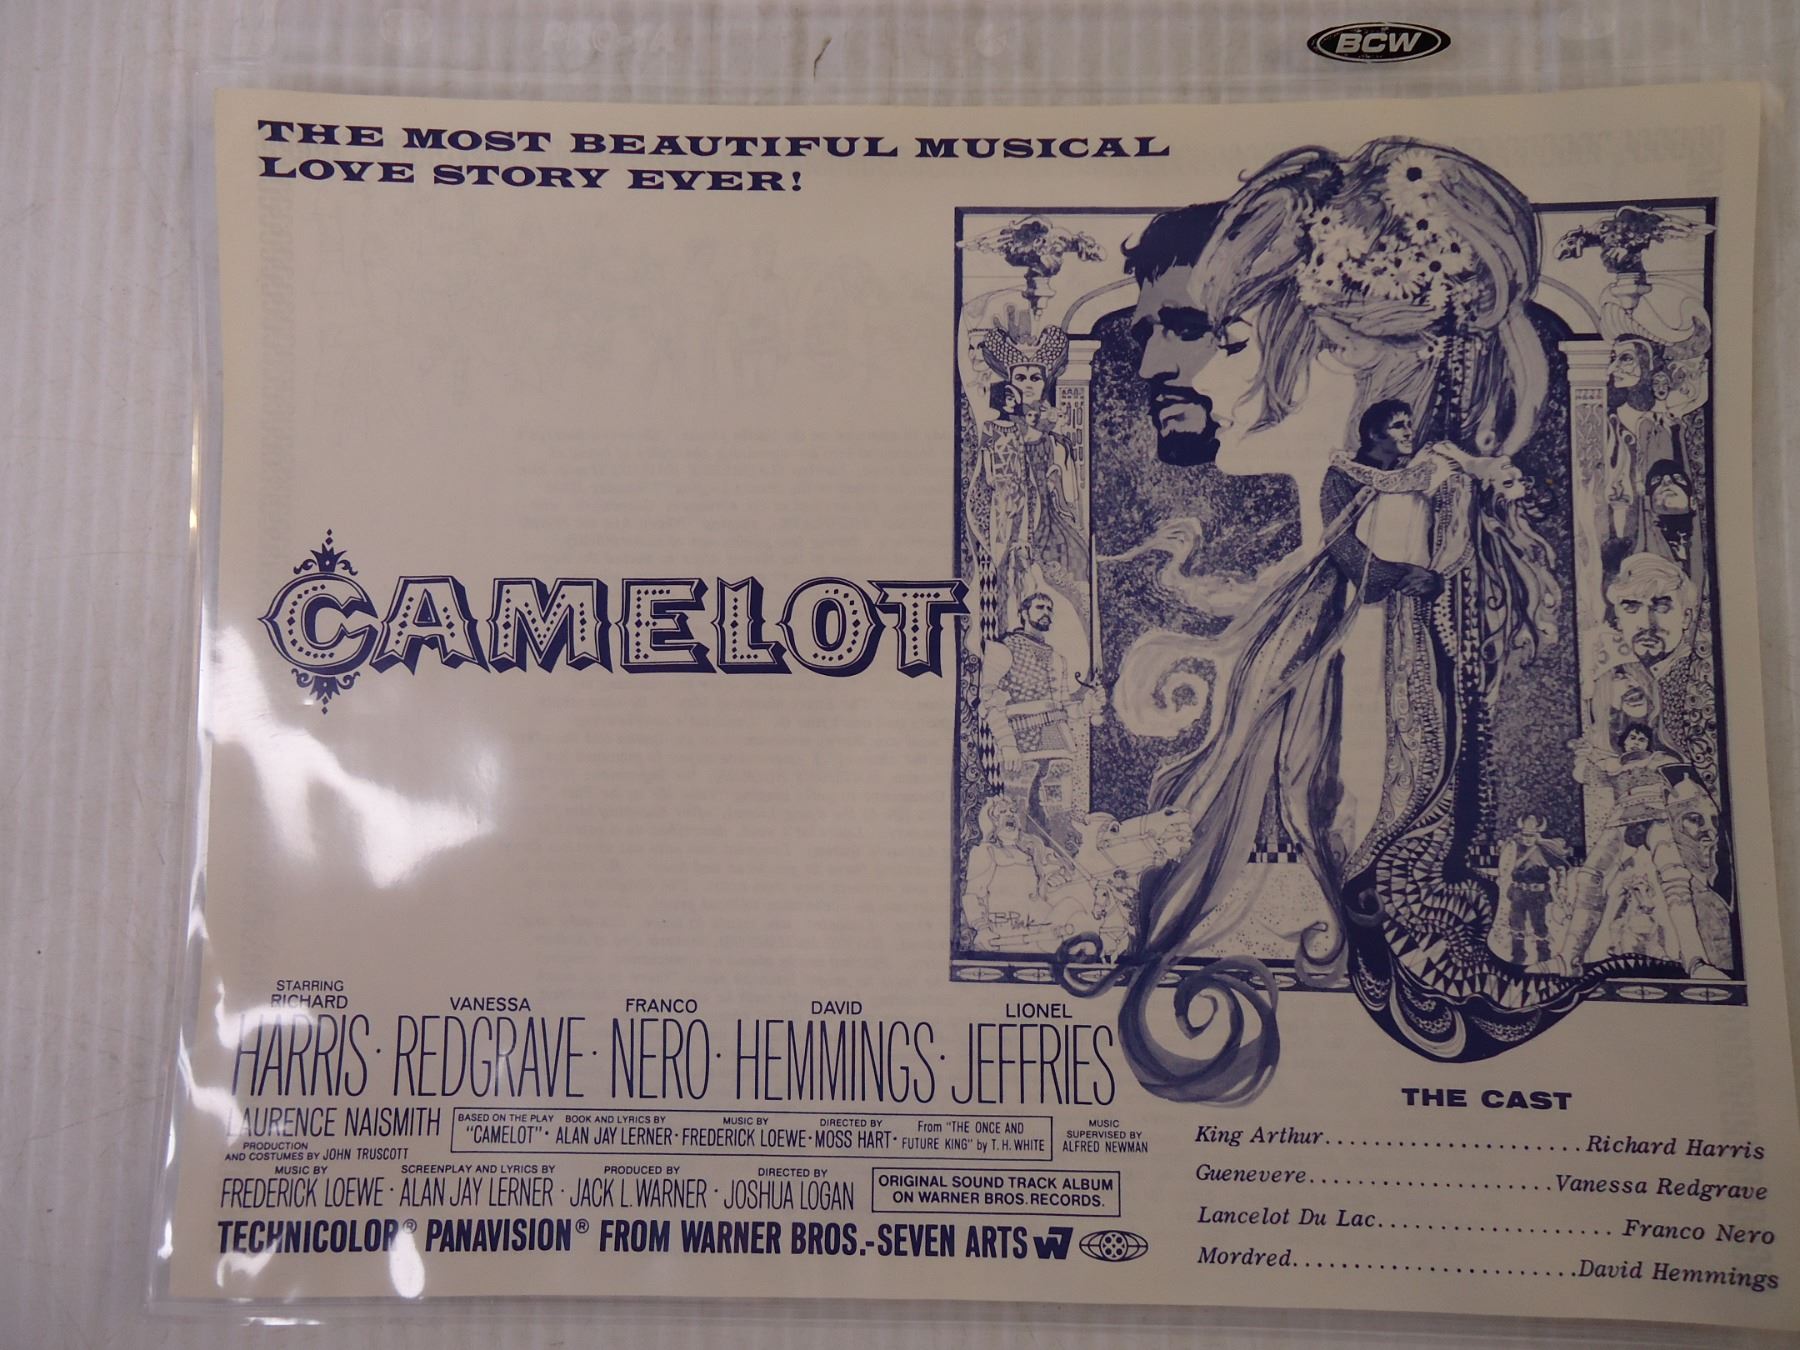 BCW
THE MOST BEAUTIFUL MUSICAL
LOVE STORY EVER!
CAMELOT
STARRING
RICHARD HARRIS · VANESSA REDGRAVE · FRANCO NERO · DAVID HEMMINGS · LIONEL JEFFRIES
LAURENCE NAISMITH
BASED ON THE PLAY "CAMELOT" · BOOK AND LYRICS BY ALAN JAY LERNER · MUSIC BY FREDERICK LOEWE · DIRECTED BY MOSS HART · From "THE ONCE AND FUTURE KING" by T. H. WHITE
MUSIC SUPERVISED BY ALFRED NEWMAN
PRODUCTION AND COSTUMES BY JOHN TRUSCOTT
MUSIC BY FREDERICK LOEWE · SCREENPLAY AND LYRICS BY ALAN JAY LERNER · PRODUCED BY JACK L. WARNER · DIRECTED BY JOSHUA LOGAN
ORIGINAL SOUND TRACK ALBUM
ON WARNER BROS. RECORDS.
TECHNICOLOR® PANAVISION® FROM WARNER BROS.-SEVEN ARTS W7
THE CAST
King Arthur....................Richard Harris
Guenevere......................Vanessa Redgrave
Lancelot Du Lac.................... Franco Nero
Mordred........................David Hemmings